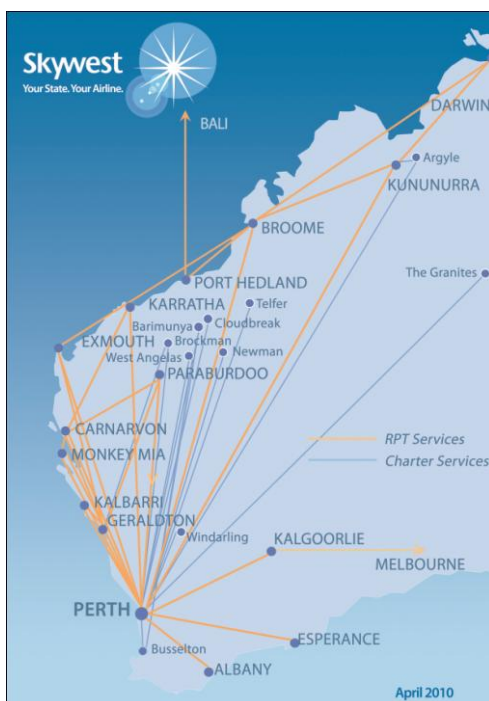 Skywest
Your State. Your Airline.
BALI
DARWIN
Argyle
KUNUNURRA
BROOME
The Granites
PORT HEDLAND
KARRATHA
Telfer
Barimunya
Cloudbreak
EXMOUTH
Brockman
West Angelas
Newman
PARABURDOO
CARNARVON
RPT Services
MONKEY MIA
Charter Services
KALBARRI
GERALDTON
Windarling
KALGOORLIE
MELBOURNE
PERTH
ESPERANCE
Busselton
ALBANY
April 2010